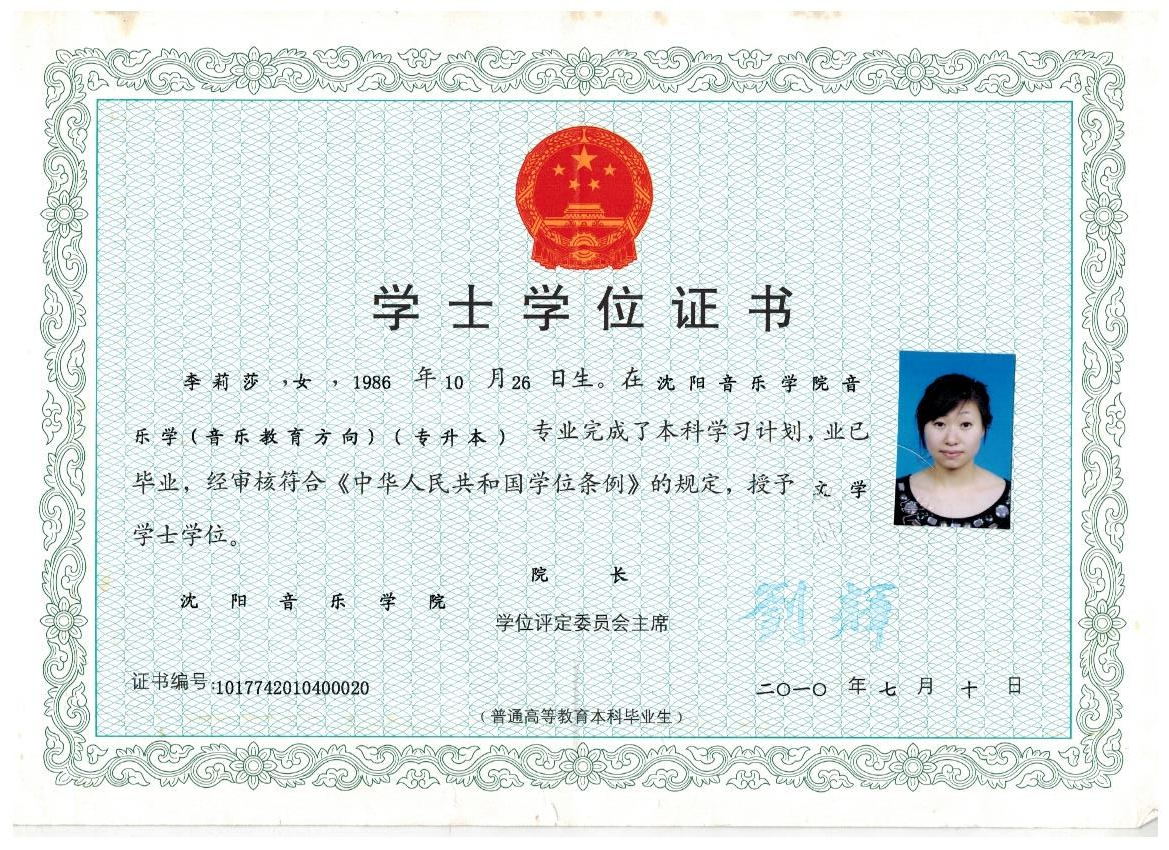 学士学位证书
李莉莎，女，1986 年 10 月 26 日生。在 沈阳音乐学院音
乐学（音乐教育方向）（专升本） 专业完成了本科学习计划，业已
毕业，经审核符合《中华人民共和国学位条例》的规定，授予 文 学
学士学位。
院 长
沈阳音乐学院
学位评定委员会主席
劉輝
证书编号:1017742010400020
二〇一〇 年 七 月 十 日
（普通高等教育本科毕业生）